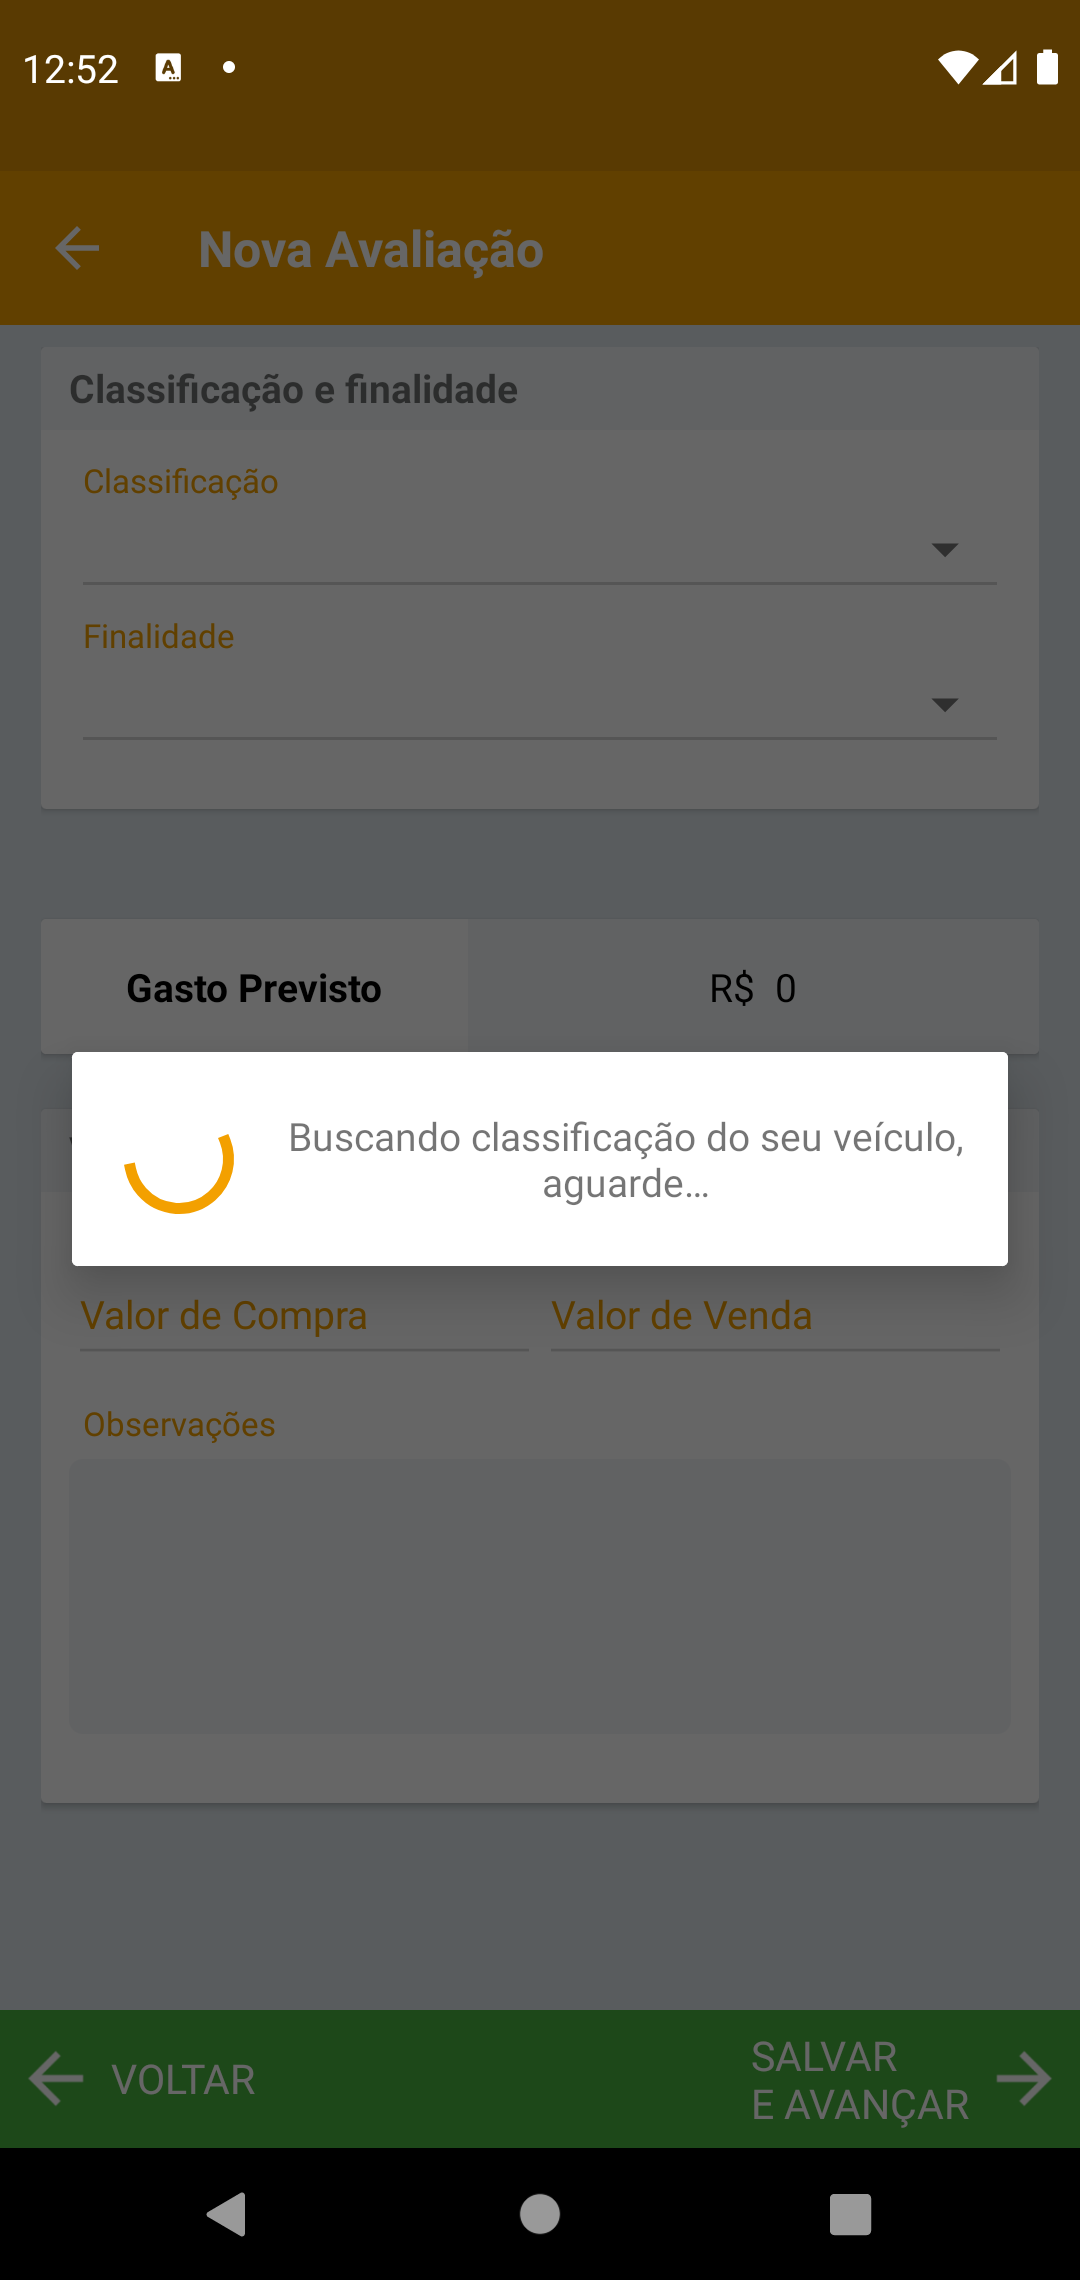 12:52
Nova Avaliação
Classificação e finalidade
Classificação
Finalidade
Gasto Previsto
R$ 0
Buscando classificação do seu veículo,
aguarde...
Valor de Compra
Valor de Venda
Observações
VOLTAR
SALVAR
E AVANÇAR